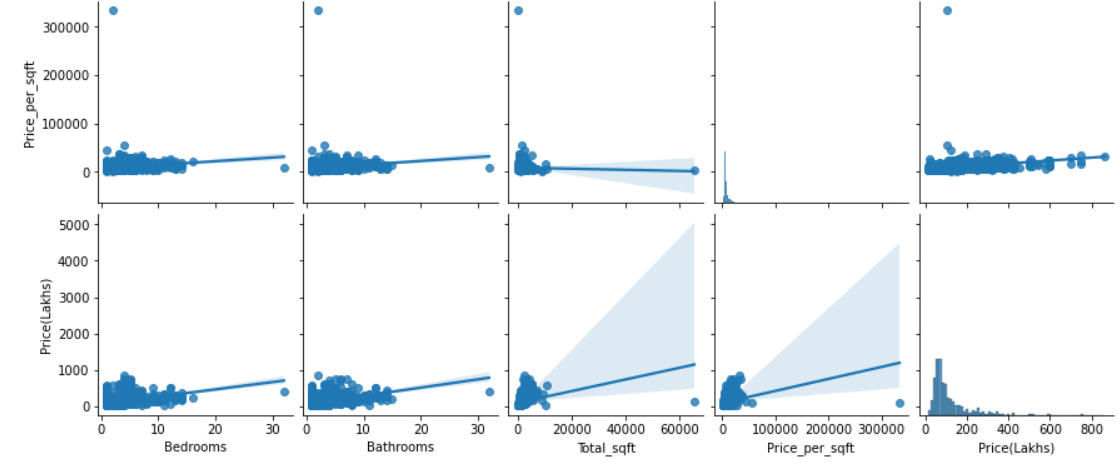 Price_per_sqft
300000
200000
100000
0
Price(Lakhs)
5000
4000
3000
2000
1000
0
0 10 20 30
Bedrooms
0 10 20 30
Bathrooms
0 20000 40000 60000
Total_sqft
0 100000 200000 300000
Price_per_sqft
0 200 400 600 800
Price(Lakhs)